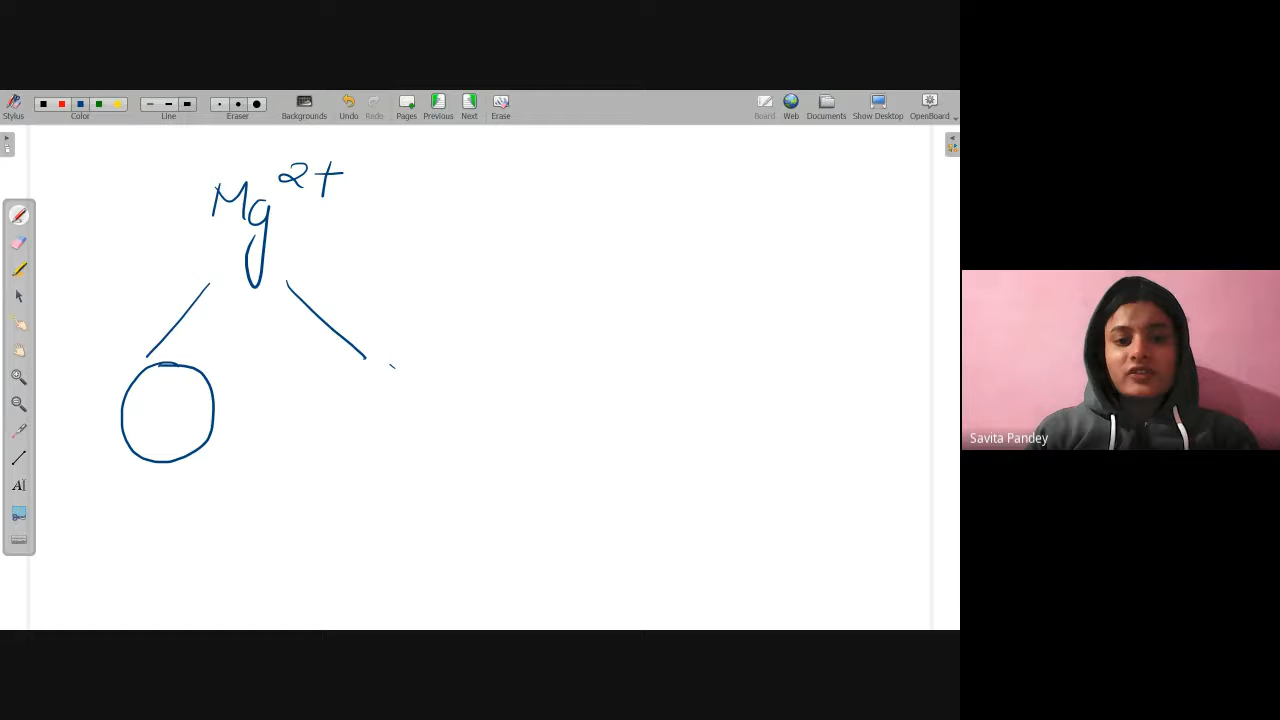 Stylus Color Line Eraser Backgrounds Undo Redo Pages Previous Next Erase Board Web Documents Show Desktop OpenBoard
Mg²⁺
Savita Pandey